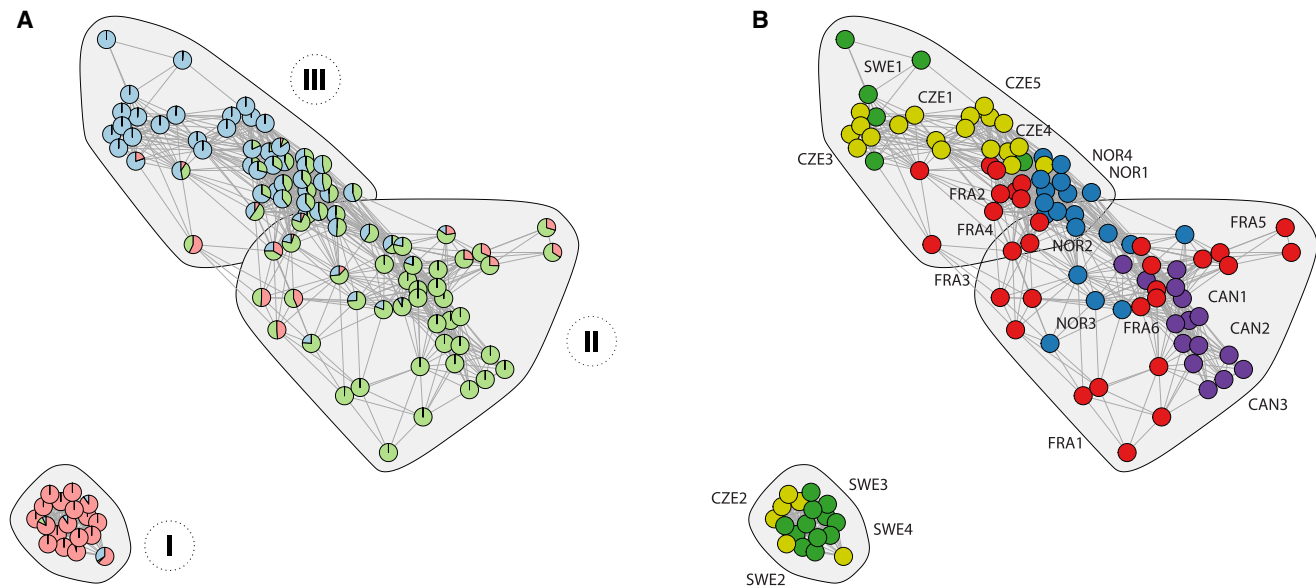 A
III
II
I
B
SWE1
CZE5
CZE1
CZE4
CZE3
NOR4
NOR1
FRA2
FRA4
FRA5
NOR2
FRA3
CAN1
NOR3
FRA6
CAN2
CAN3
FRA1
CZE2
SWE3
SWE4
SWE2